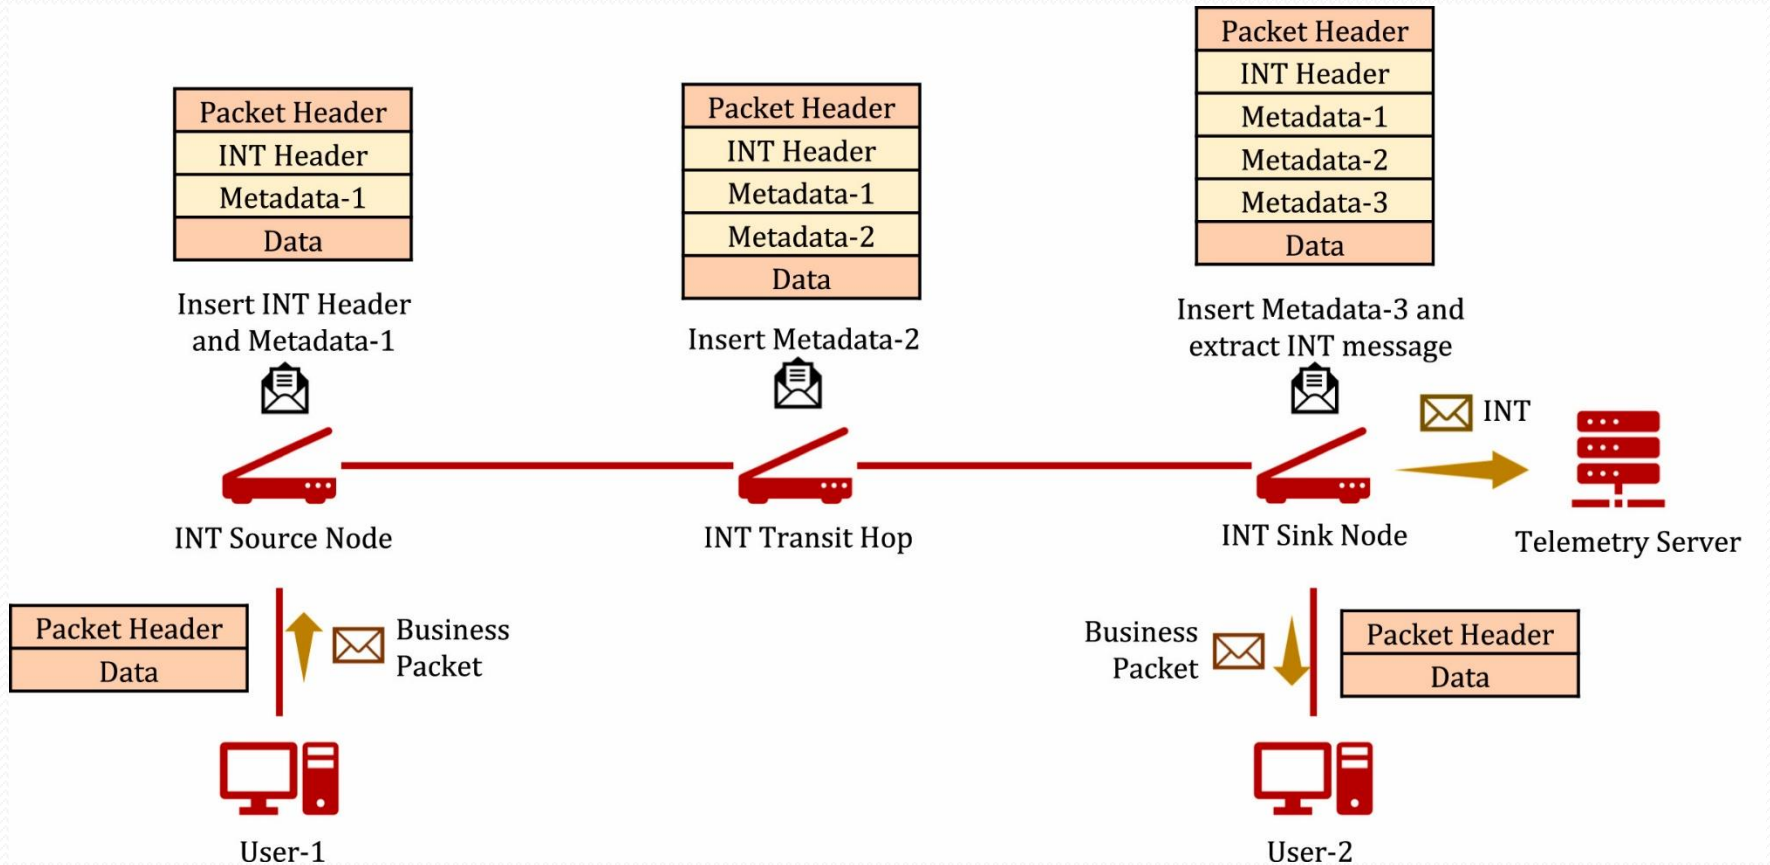 Packet Header
INT Header
Metadata-1
Data
Insert INT Header
and Metadata-1
INT Source Node
Packet Header
INT Header
Metadata-1
Metadata-2
Data
Insert Metadata-2
INT Transit Hop
Packet Header
INT Header
Metadata-1
Metadata-2
Metadata-3
Data
Insert Metadata-3 and
extract INT message
INT
INT Sink Node
Telemetry Server
Packet Header
Data
Business
Packet
User-1
Business
Packet
Packet Header
Data
User-2